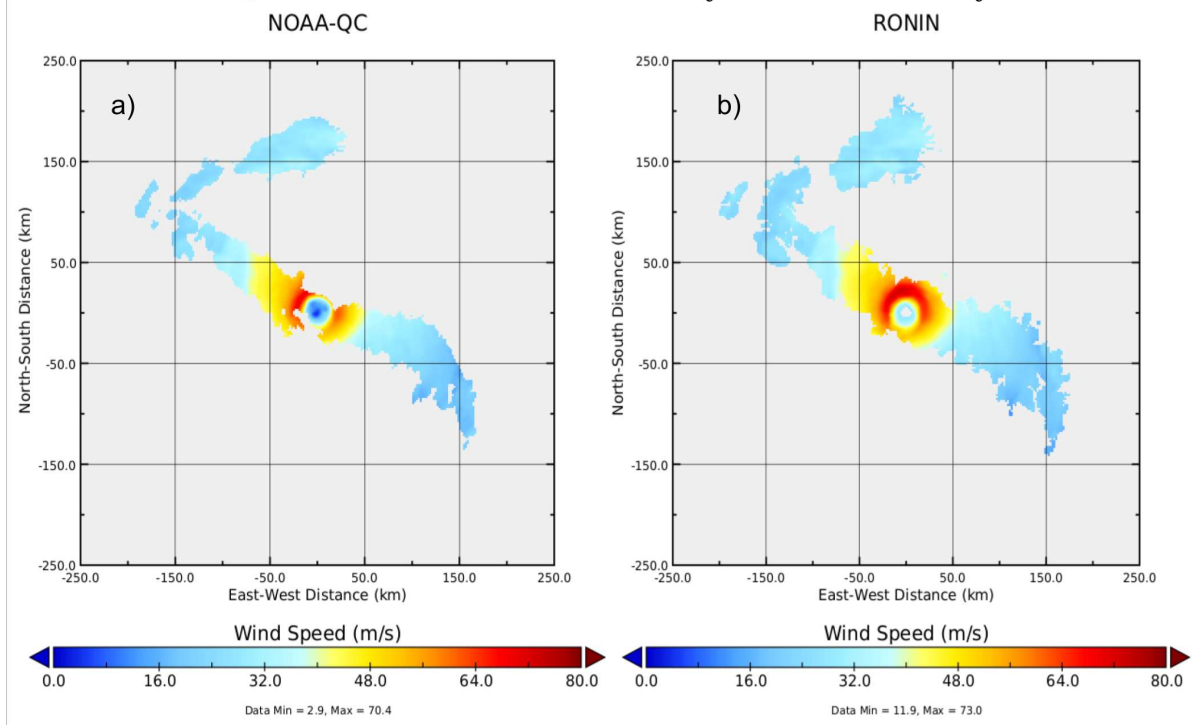 NOAA-QC
RONIN
250.0
150.0
50.0
-50.0
-150.0
-250.0
a)
North-South Distance (km)
-250.0 -150.0 -50.0 50.0 150.0 250.0
East-West Distance (km)
250.0
150.0
50.0
-50.0
-150.0
-250.0
b)
North-South Distance (km)
-250.0 -150.0 -50.0 50.0 150.0 250.0
East-West Distance (km)
Wind Speed (m/s)
0.0 16.0 32.0 48.0 64.0 80.0
Data Min = 2.9, Max = 70.4
Wind Speed (m/s)
0.0 16.0 32.0 48.0 64.0 80.0
Data Min = 11.9, Max = 73.0